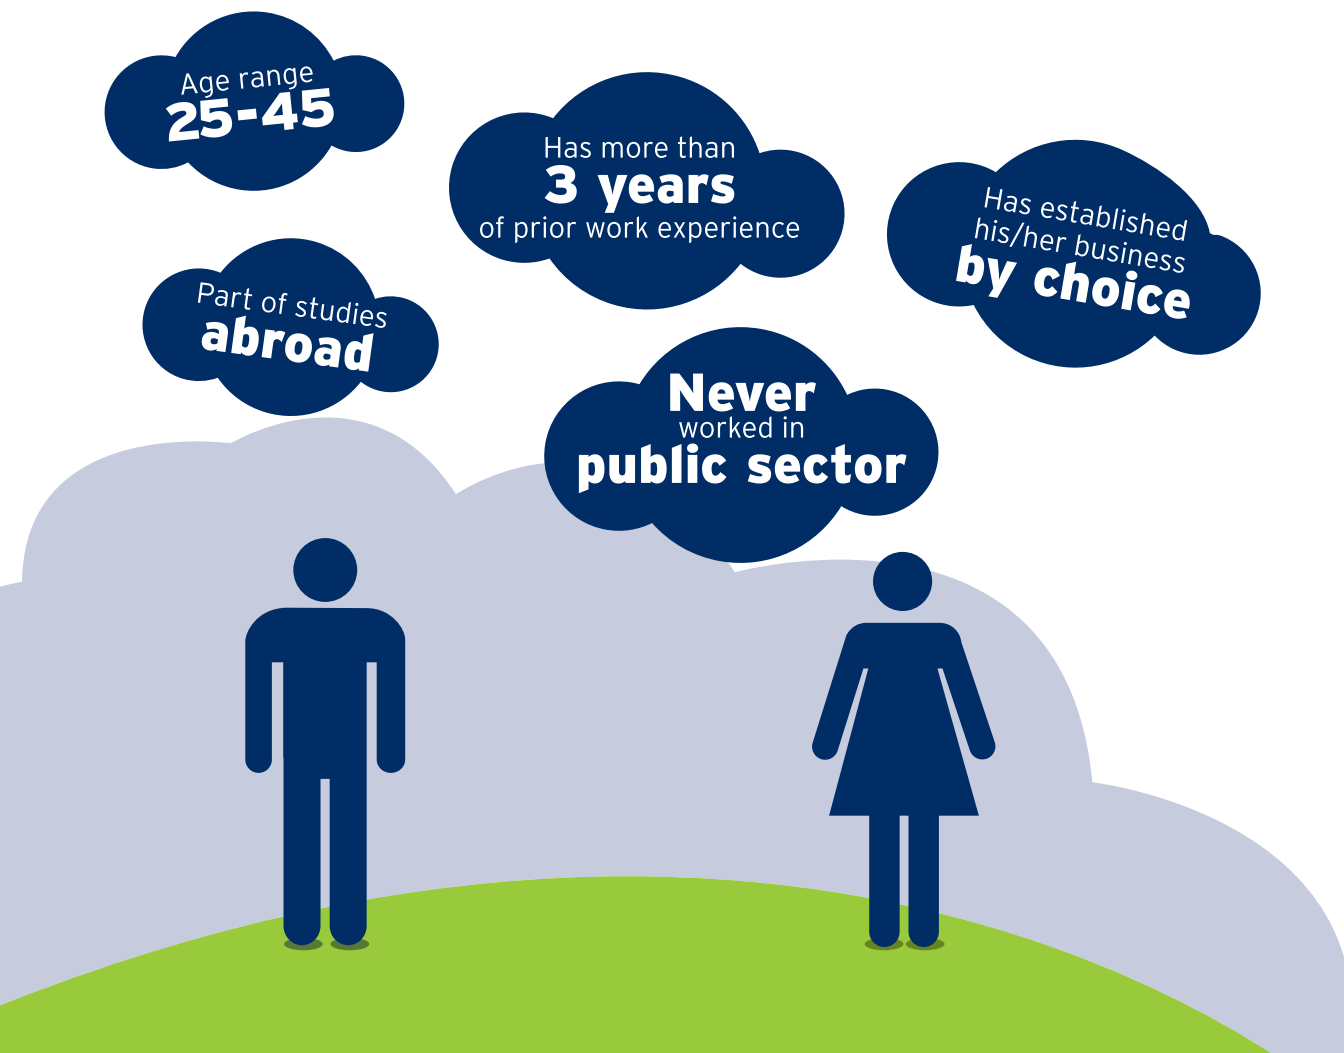 Age range
25-45
Has more than
3 years
of prior work experience
Has established
his/her business
by choice
Part of studies
abroad
Never
worked in
public sector